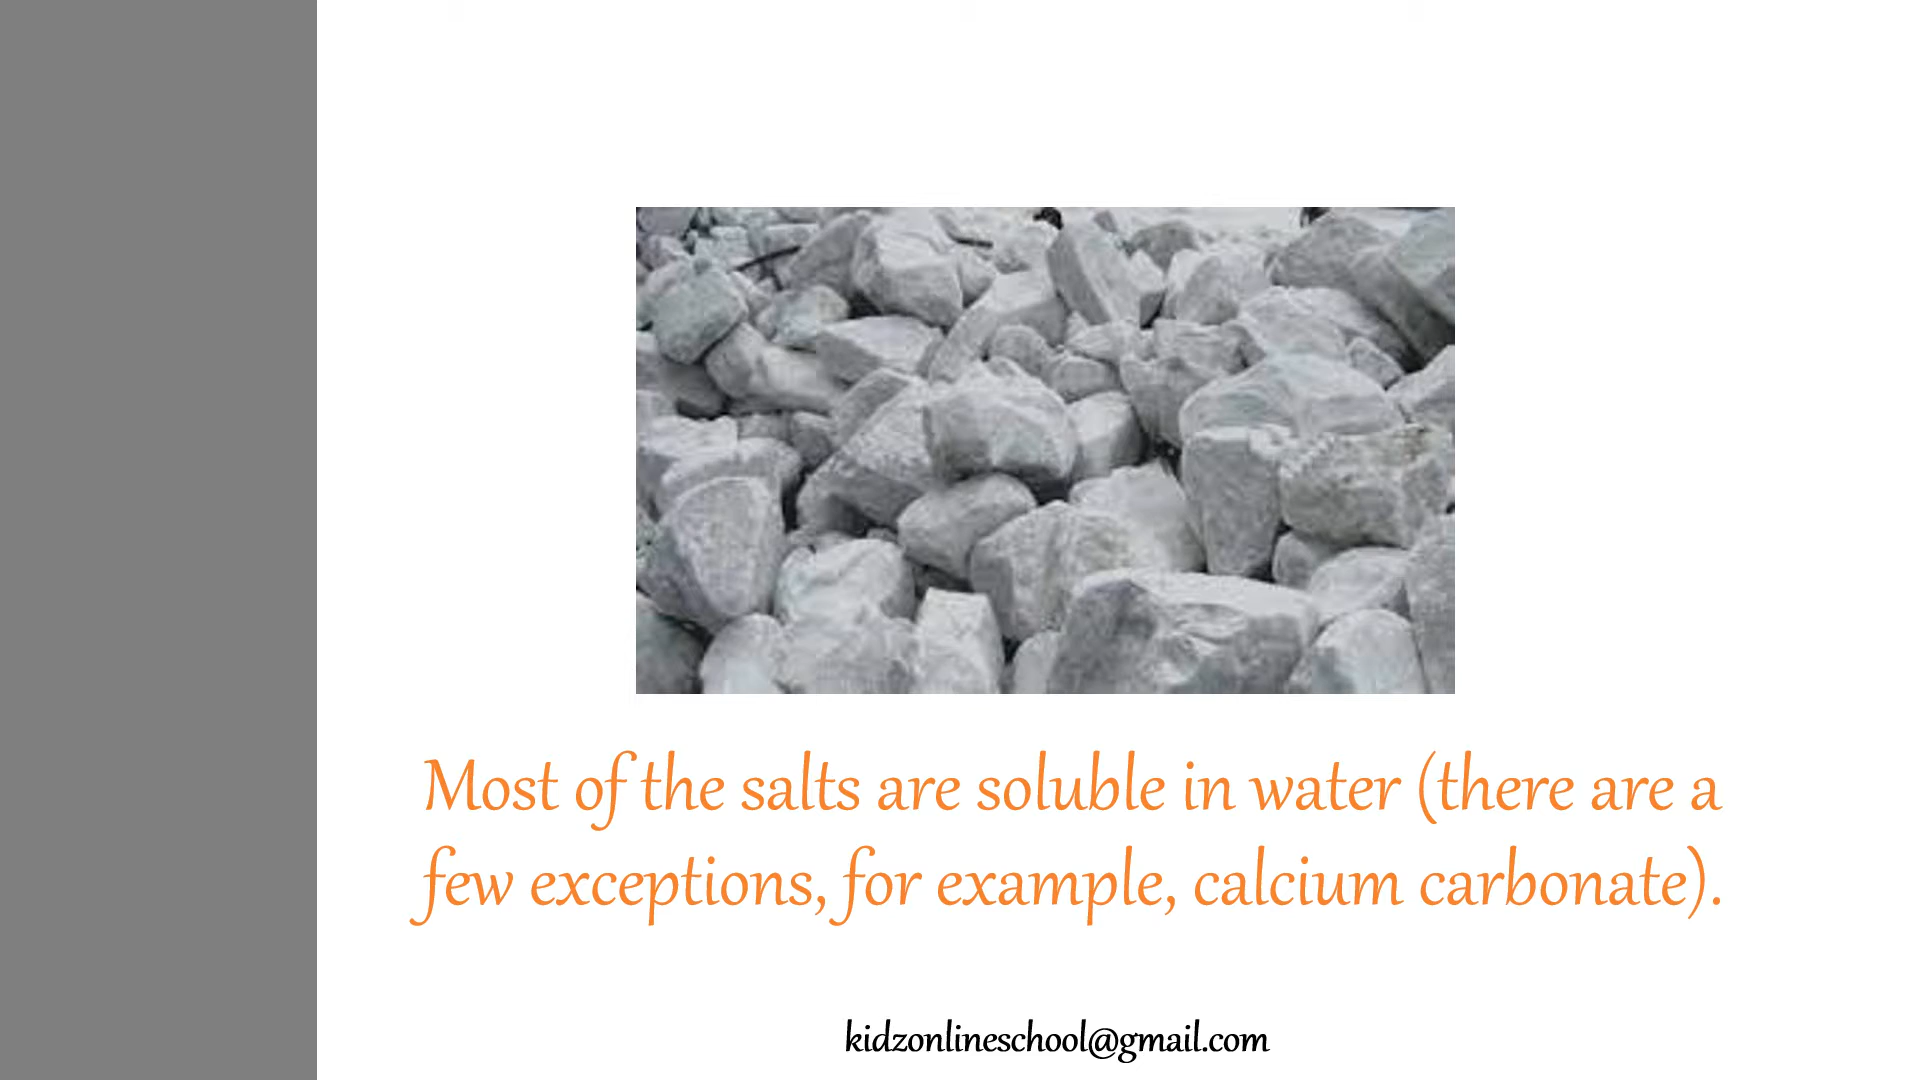 Most of the salts are soluble in water (there are a
few exceptions, for example, calcium carbonate).
kidzonlineschool@gmail.com